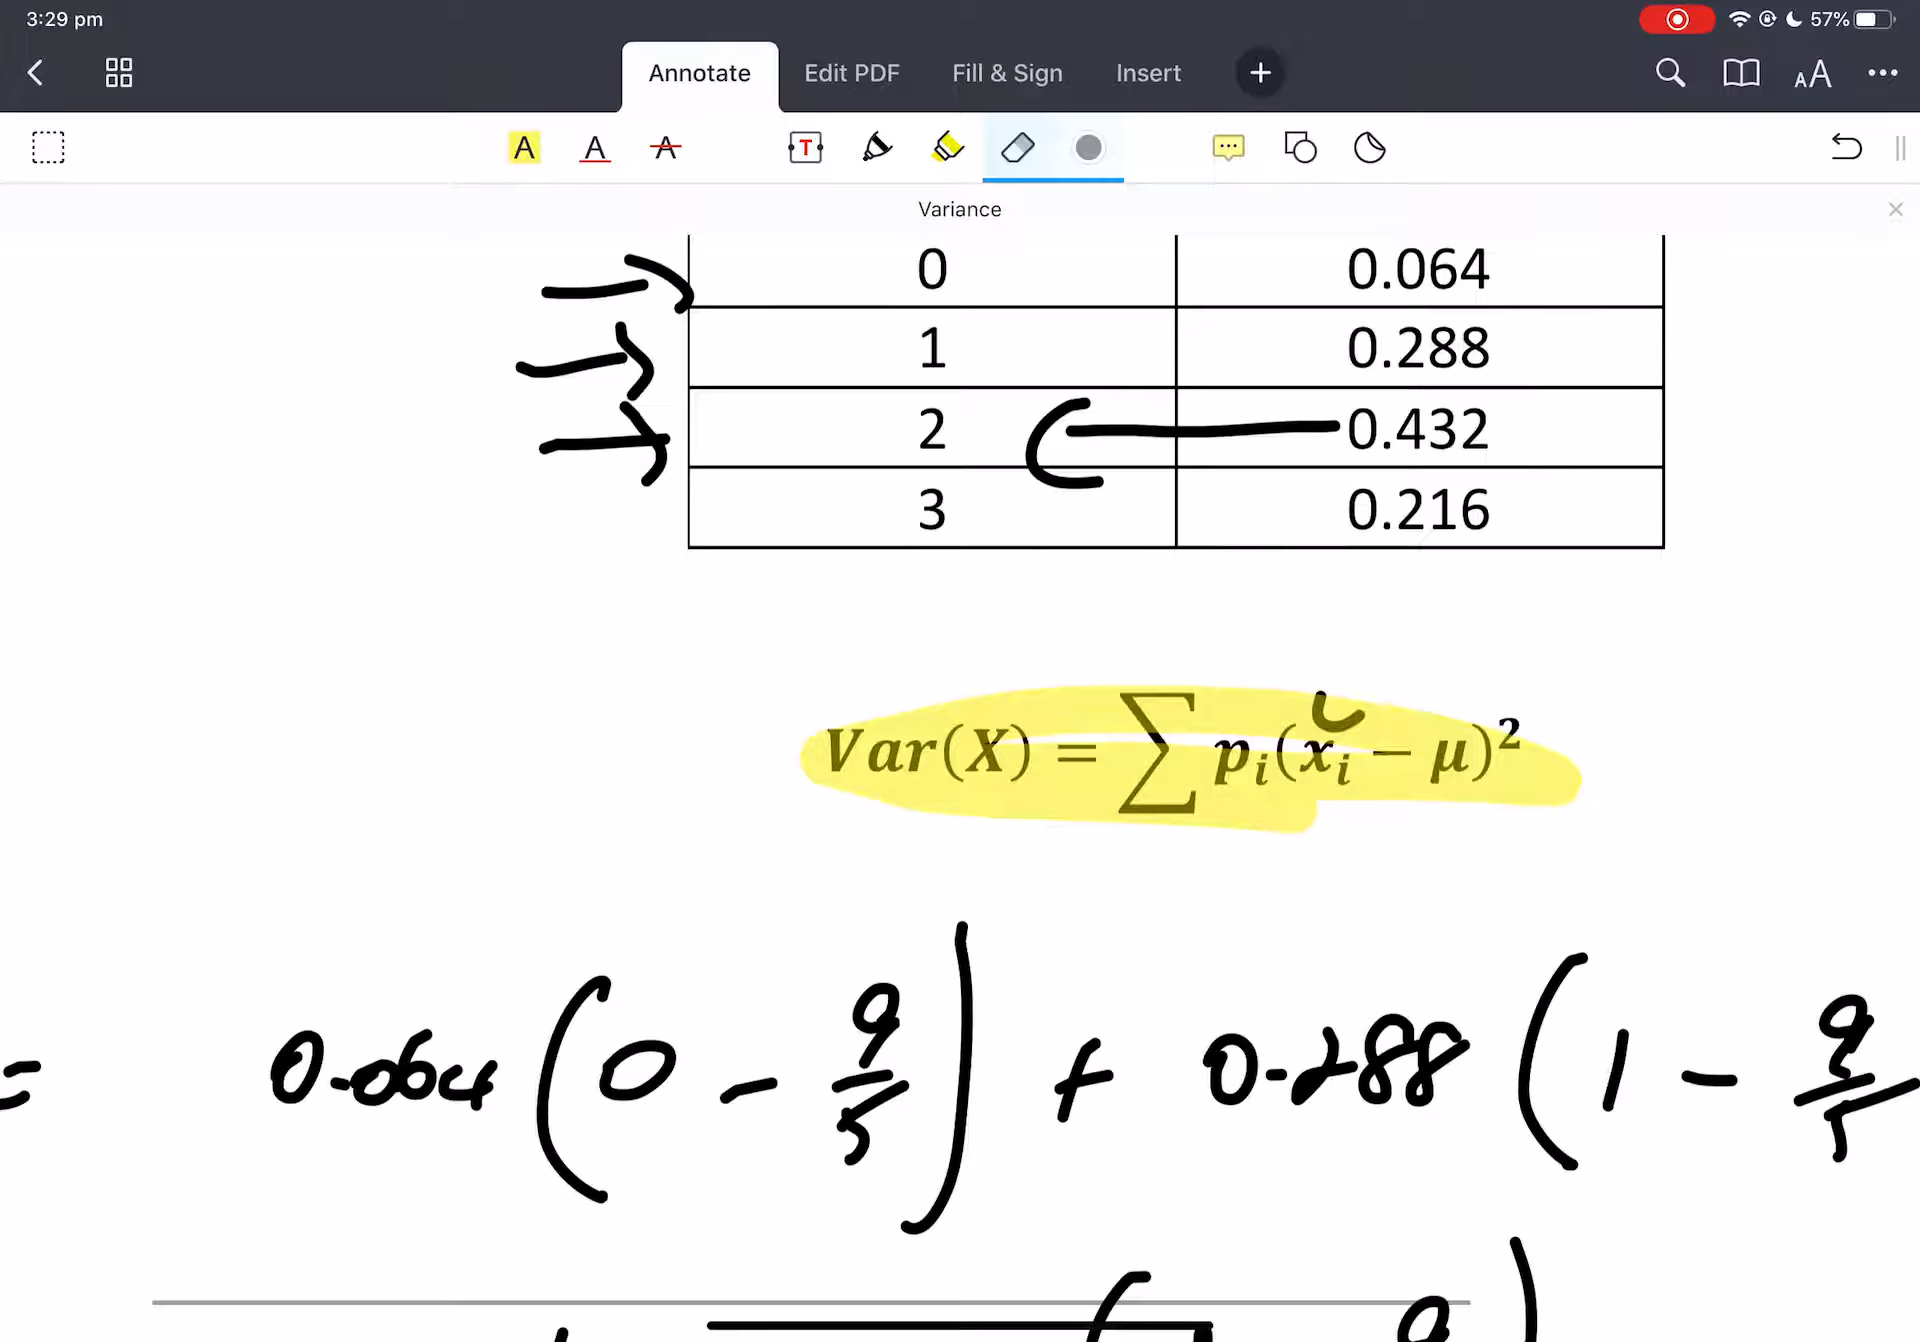 3:29 pm 57%
Annotate Edit PDF Fill & Sign Insert
A A A T AA
Variance
0 0.064
1 0.288
2 0.432
3 0.216
Var(X) = ∑ pᵢ(xᵢ − μ)²
= 0.064 (0 - 9/5) + 0.288 (1 - 9/5